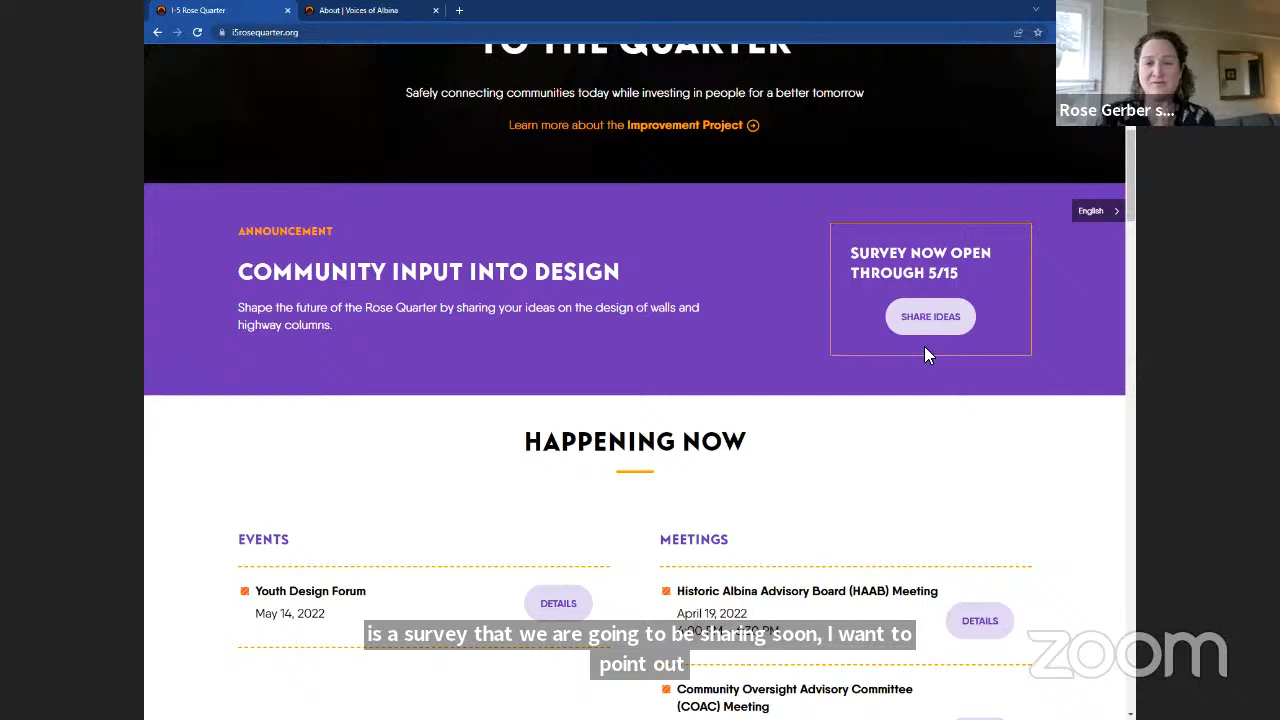 I-5 Rose Quarter
About | Voices of Albina
i5rosequarter.org
TO THE QUARTER
Safely connecting communities today while investing in people for a better tomorrow
Learn more about the Improvement Project
Rose Gerber s...
English
ANNOUNCEMENT
COMMUNITY INPUT INTO DESIGN
Shape the future of the Rose Quarter by sharing your ideas on the design of walls and
highway columns.
SURVEY NOW OPEN
THROUGH 5/15
SHARE IDEAS
HAPPENING NOW
EVENTS
Youth Design Forum
May 14, 2022
DETAILS
MEETINGS
Historic Albina Advisory Board (HAAB) Meeting
April 19, 2022
DETAILS
Community Oversight Advisory Committee
(COAC) Meeting
is a survey that we are going to be sharing soon, I want to
point out
zoom